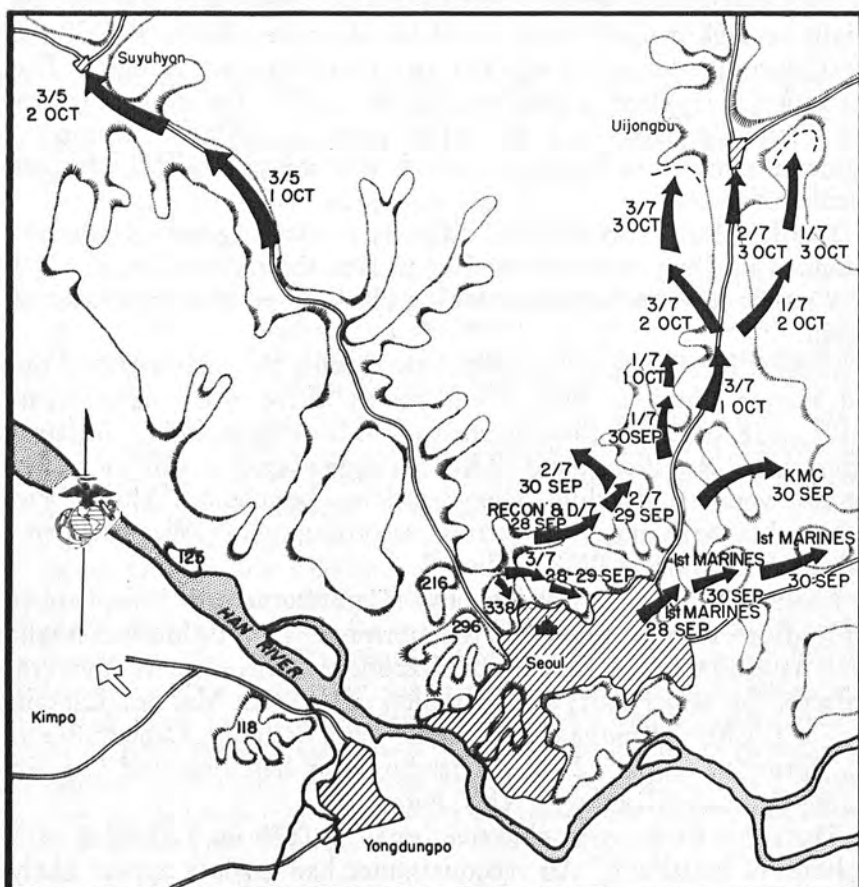 Suyuhyon
3/5
2 OCT
3/5
1 OCT
Uijongbu
3/7
3 OCT
2/7
3 OCT
1/7
3 OCT
3/7
2 OCT
1/7
2 OCT
1/7
1 OCT
3/7
1 OCT
1/7
30 SEP
2/7
30 SEP
2/7
29 SEP
KMC
30 SEP
RECON & D/7
28 SEP
3/7
28-29 SEP
1st MARINES
30 SEP
1st MARINES
30 SEP
1st MARINES
28 SEP
125
216
338
296
HAN RIVER
Seoul
Kimpo
118
Yongdungpo